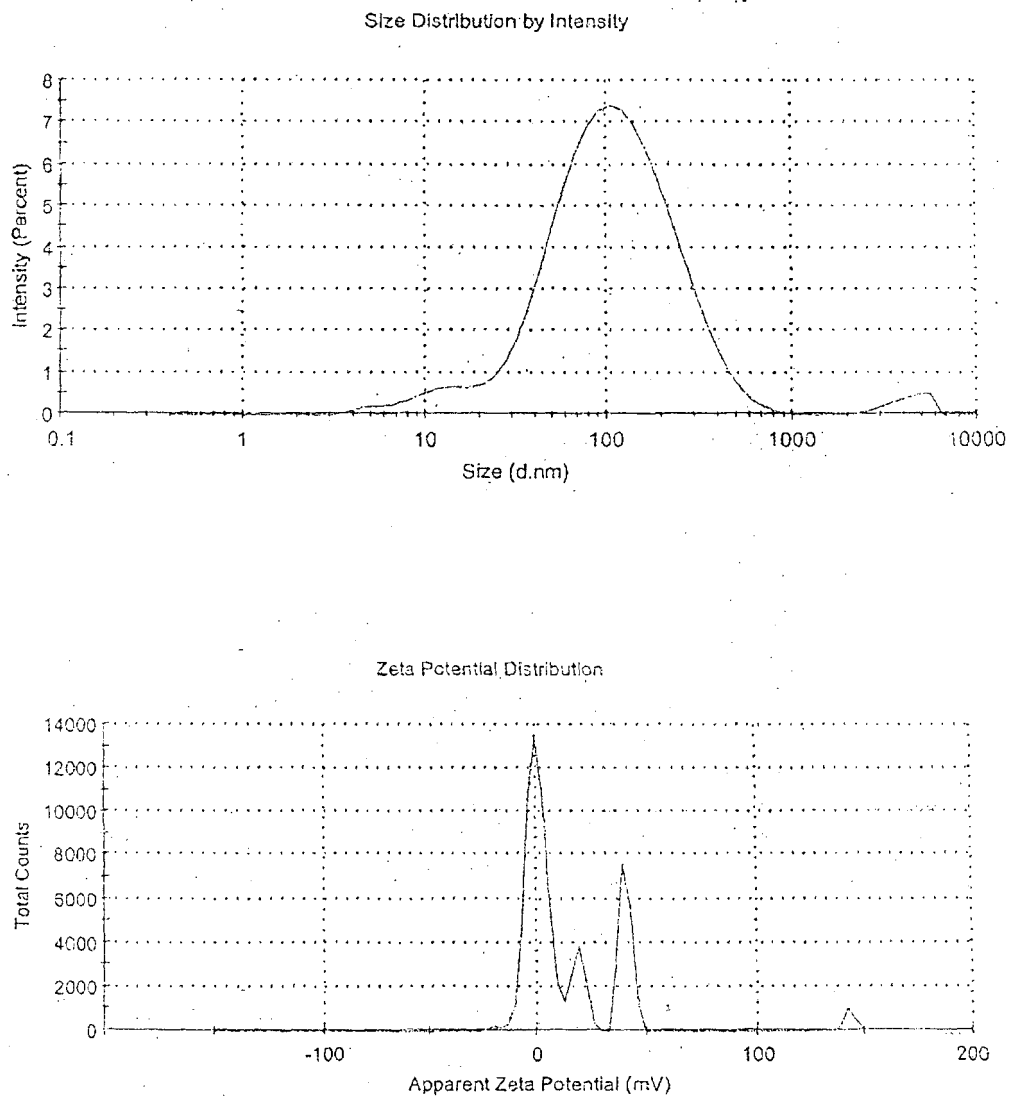 Size Distribution by Intensity
8
7
6
5
4
3
2
1
0
Intensity (Percent)
0.1 1 10 100 1000 10000
Size (d.nm)
Zeta Potential Distribution
14000
12000
10000
8000
6000
4000
2000
0
Total Counts
-100 0 100 200
Apparent Zeta Potential (mV)